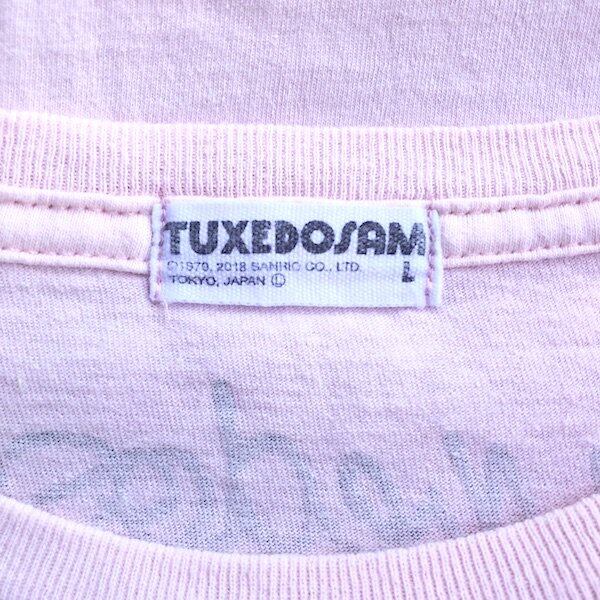 TUXEDOSAM
©1979, 2018 SANRIO CO., LTD.
TOKYO, JAPAN Ⓛ
L